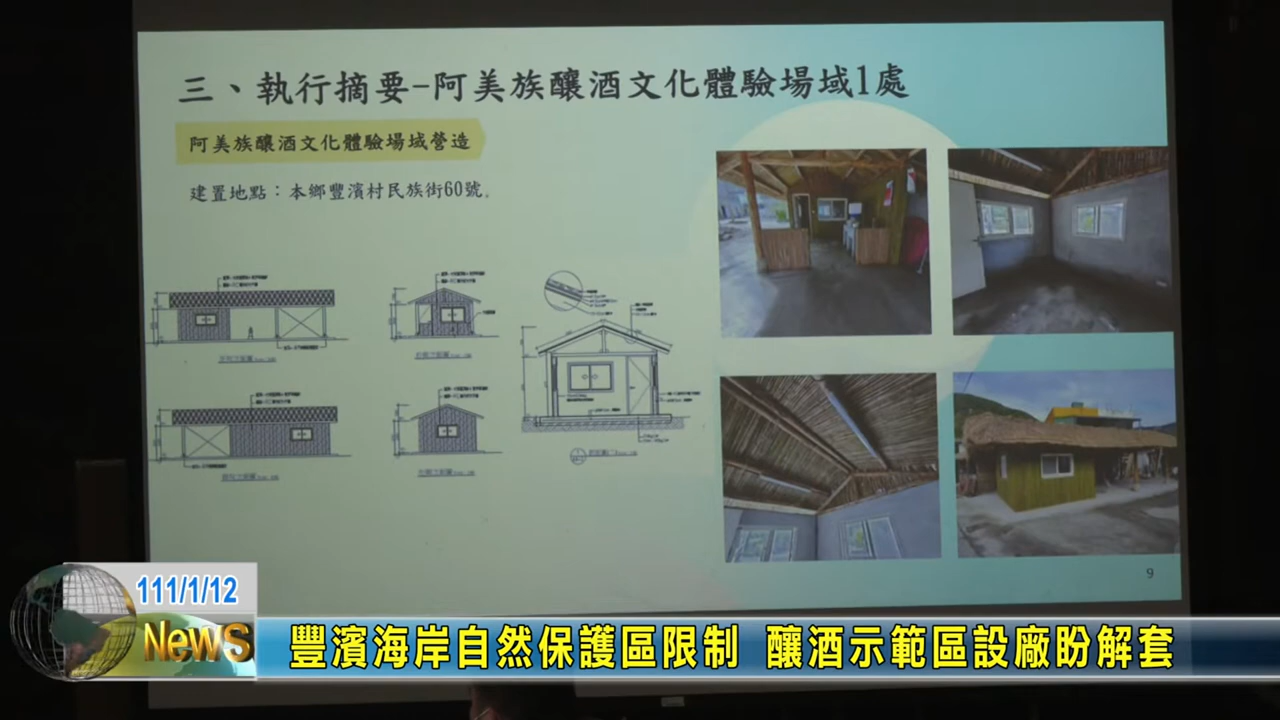 三、執行摘要-阿美族釀酒文化體驗場域1處
阿美族釀酒文化體驗場域營造
建置地點：本鄉豐濱村民族街60號。
9
111/1/12
News
豐濱海岸自然保護區限制 釀酒示範區設廠盼解套